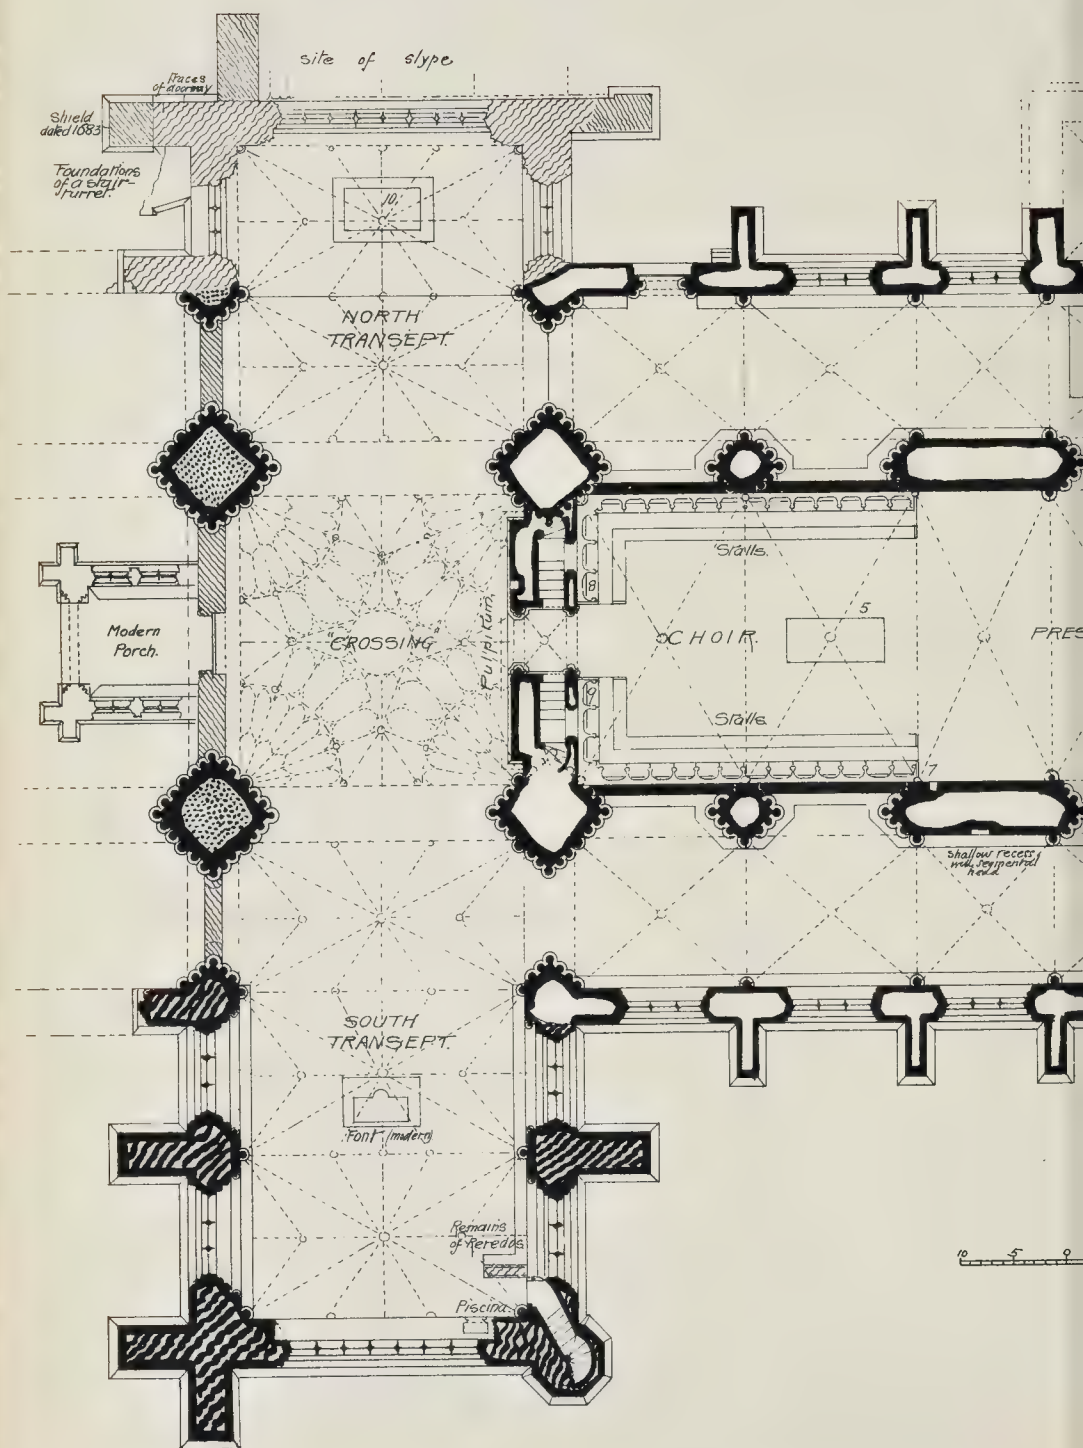 site of slype
Traces
of doorway
Shield
dated 1683
Foundations
of a stair-
turret.
10.
NORTH
TRANSEPT.
Stalls.
8
5
CHOIR.
PRES
"CROSSING"
Pulpitum.
Modern
Porch.
9
Stalls.
7
Shallow recess,
with segmental
head
SOUTH
TRANSEPT.
Font (modern)
Remains
of Reredos
Piscina.
10 5 0